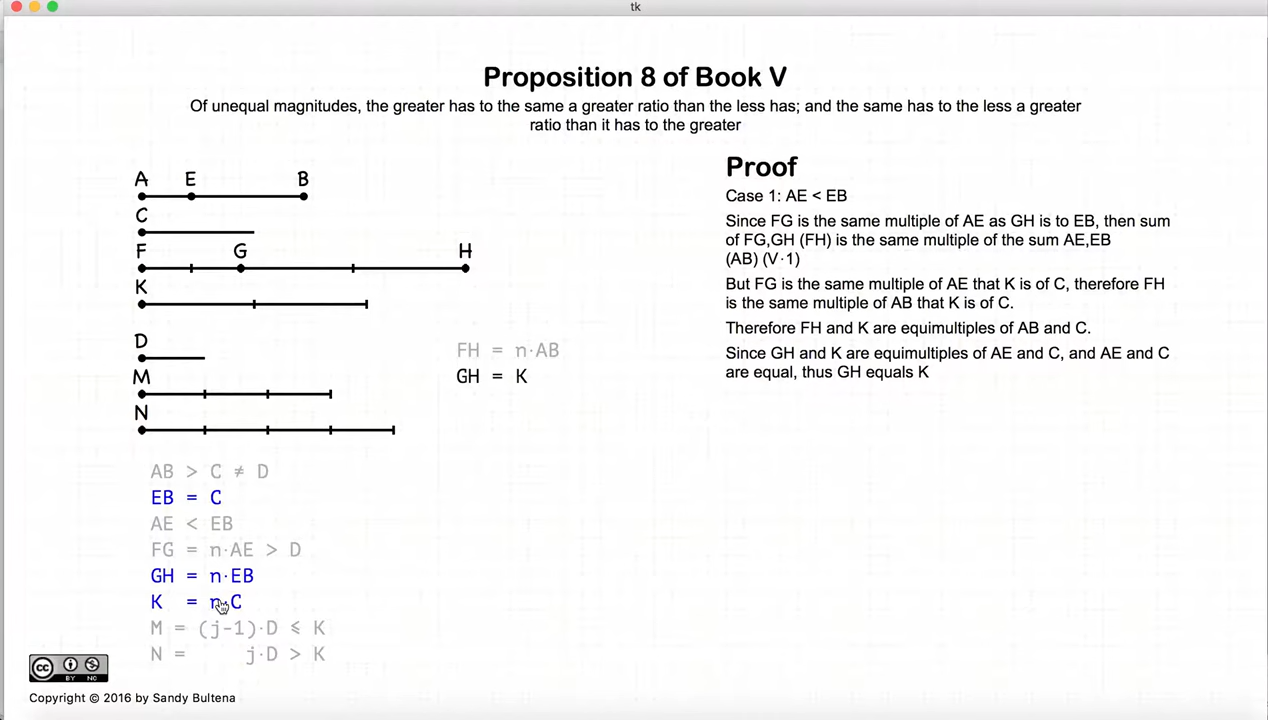 tk
Proposition 8 of Book V
Of unequal magnitudes, the greater has to the same a greater ratio than the less has; and the same has to the less a greater
ratio than it has to the greater
A E B
C
F G H
K
D
M
N
FH = n·AB
GH = K
AB > C ≠ D
EB = C
AE < EB
FG = n·AE > D
GH = n·EB
K = n·C
M = (j-1)·D ⩽ K
N = j·D > K
Proof
Case 1: AE < EB
Since FG is the same multiple of AE as GH is to EB, then sum
of FG,GH (FH) is the same multiple of the sum AE,EB
(AB) (V·1)
But FG is the same multiple of AE that K is of C, therefore FH
is the same multiple of AB that K is of C.
Therefore FH and K are equimultiples of AB and C.
Since GH and K are equimultiples of AE and C, and AE and C
are equal, thus GH equals K
cc BY NC
Copyright © 2016 by Sandy Bultena